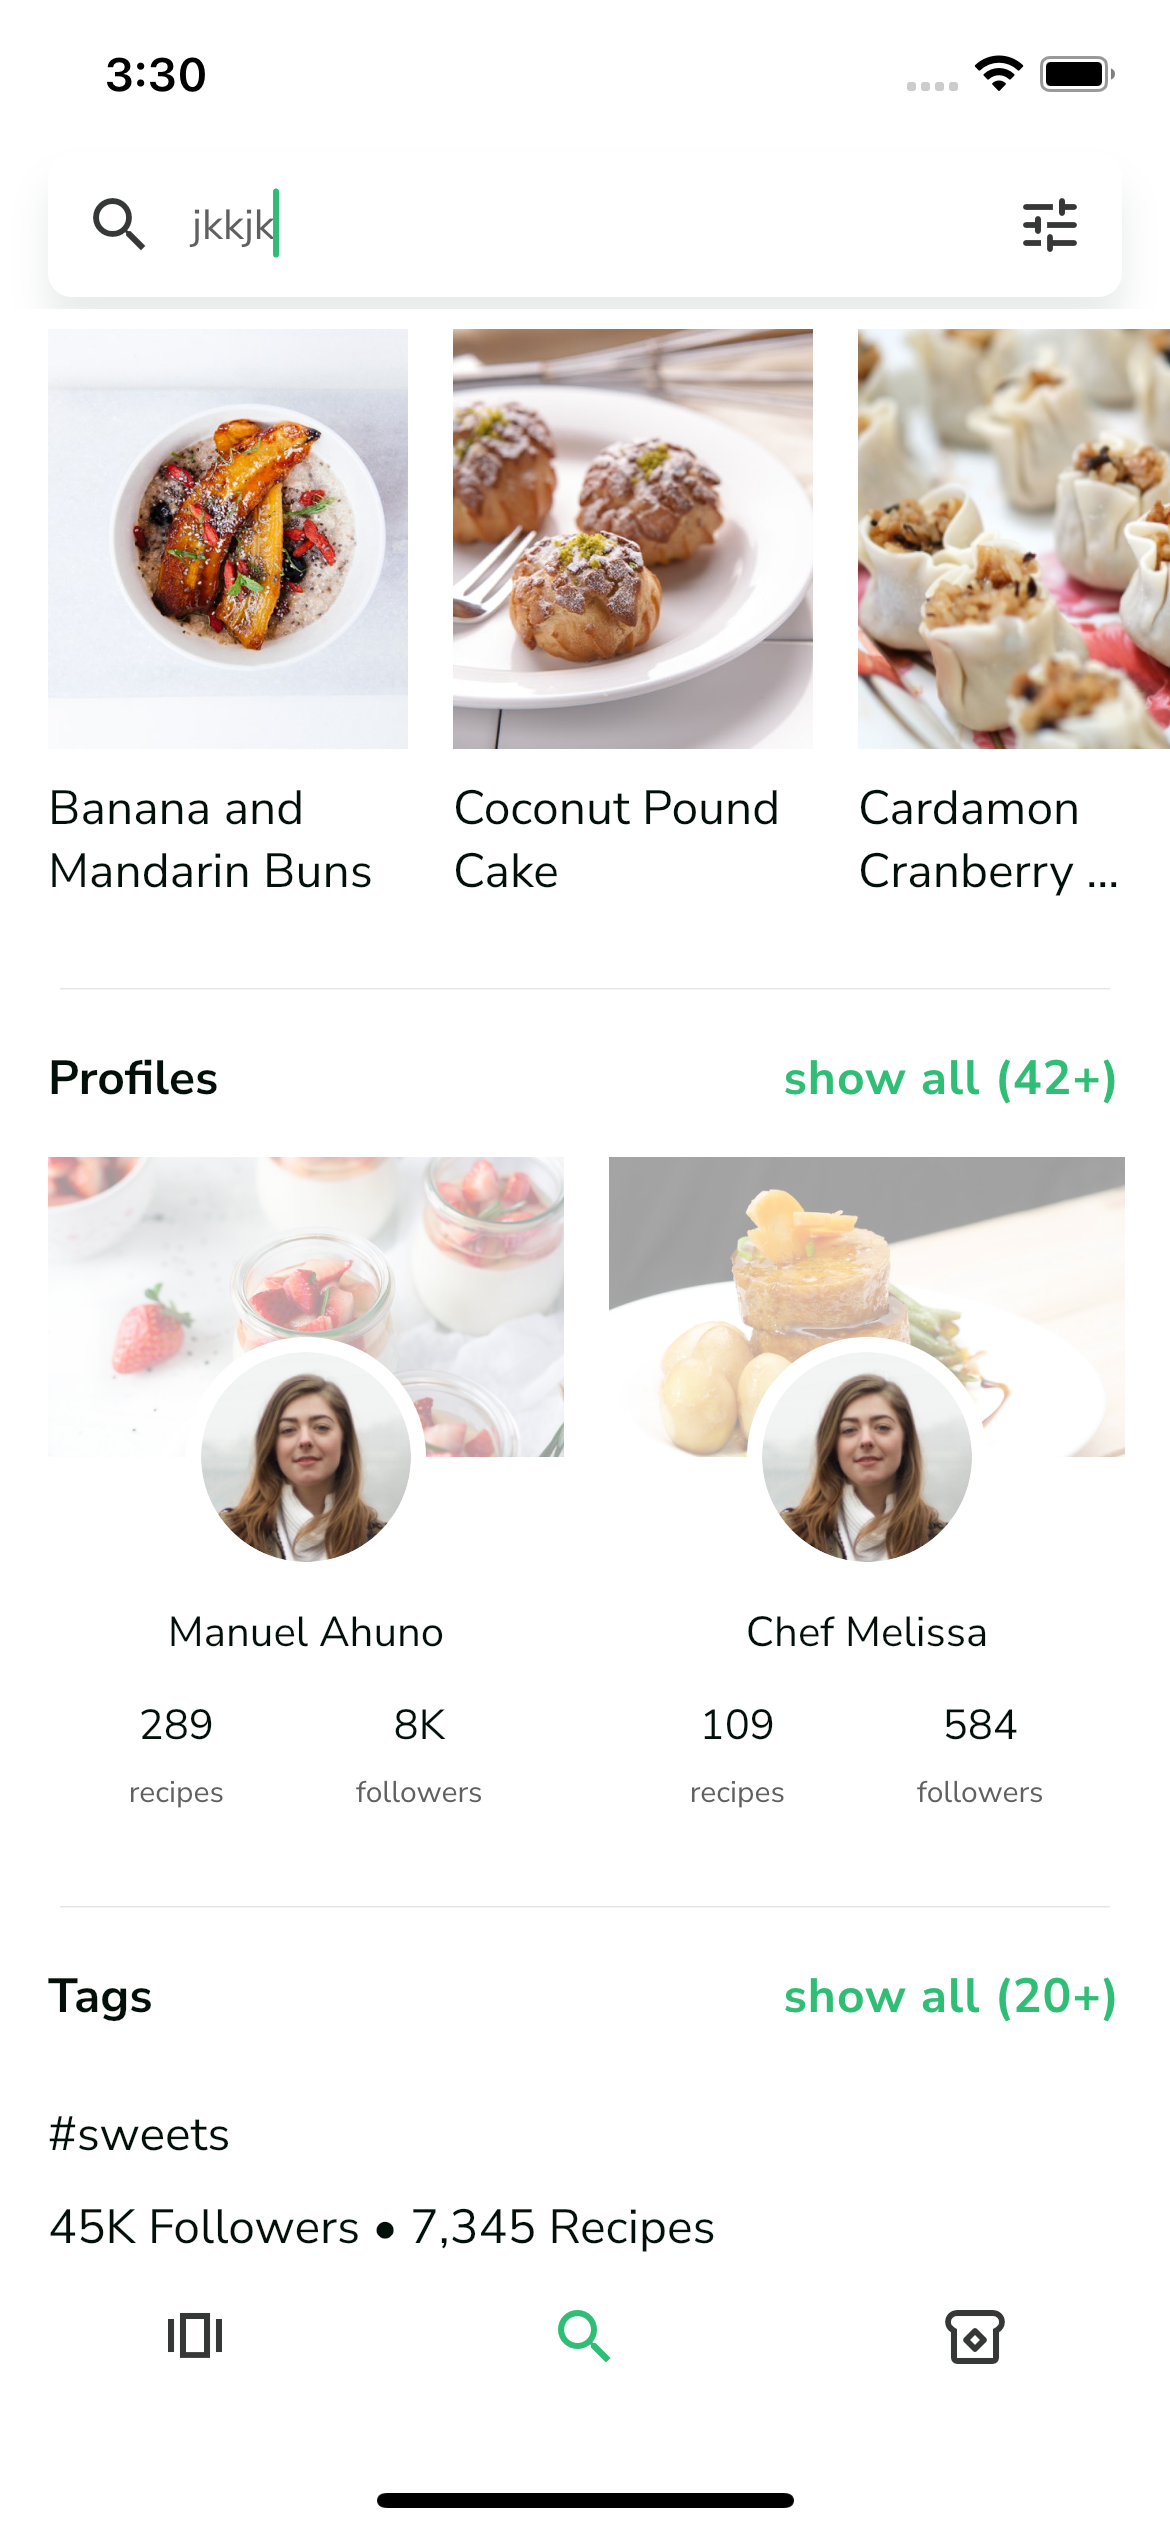 3:30
jkkjk
Banana and
Mandarin Buns
Coconut Pound
Cake
Cardamon
Cranberry ...
Profiles
show all (42+)
Manuel Ahuno
289
recipes
8K
followers
Chef Melissa
109
recipes
584
followers
Tags
show all (20+)
#sweets
45K Followers • 7,345 Recipes